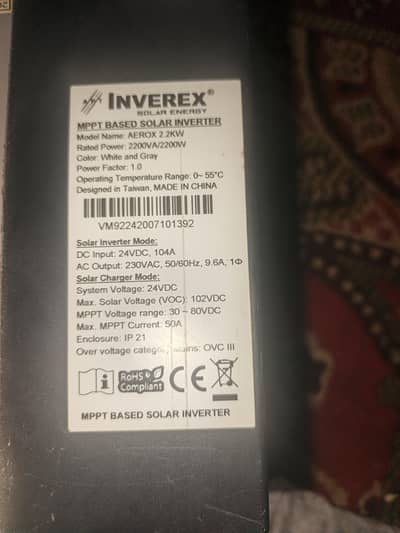 INVEREX®
SOLAR ENERGY
MPPT BASED SOLAR INVERTER
Model Name: AEROX 2.2KW
Rated Power: 2200VA/2200W
Color: White and Gray
Power Factor: 1.0
Operating Temperature Range: 0~ 55°C
Designed in Taiwan, MADE IN CHINA
VM92242007101392
Solar Inverter Mode:
DC Input: 24VDC, 104A
AC Output: 230VAC, 50/60Hz, 9.6A, 1Φ
Solar Charger Mode:
System Voltage: 24VDC
Max. Solar Voltage (VOC): 102VDC
MPPT Voltage range: 30 ~ 80VDC
Max. MPPT Current: 50A
Enclosure: IP 21
Over voltage category Mains: OVC III
RoHS
Compliant
CE
MPPT BASED SOLAR INVERTER